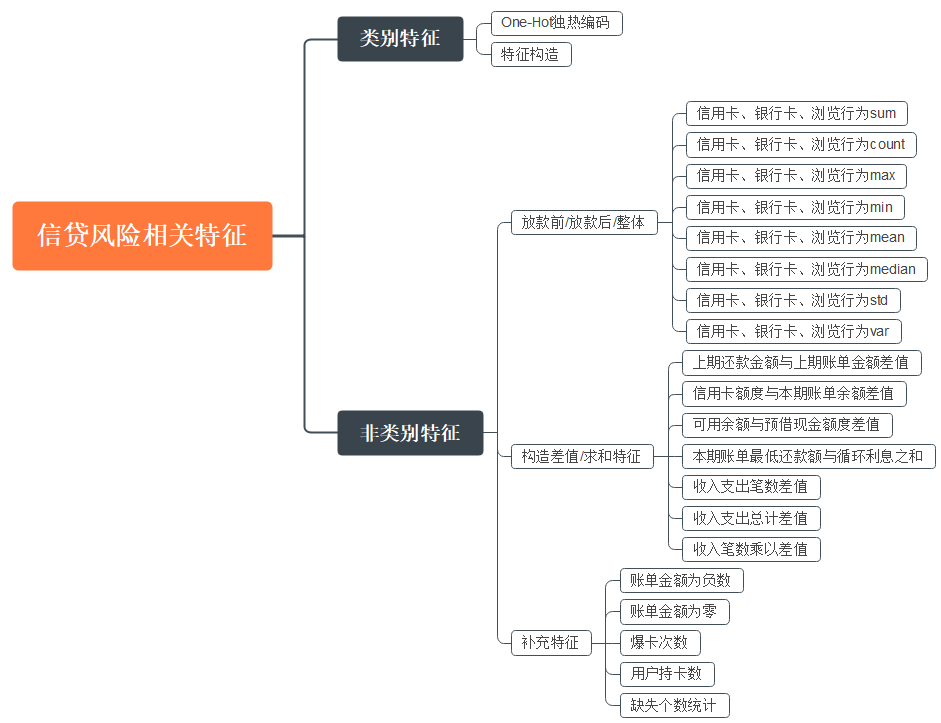 信贷风险相关特征
类别特征
One-Hot独热编码
特征构造
非类别特征
放款前/放款后/整体
信用卡、银行卡、浏览行为sum
信用卡、银行卡、浏览行为count
信用卡、银行卡、浏览行为max
信用卡、银行卡、浏览行为min
信用卡、银行卡、浏览行为mean
信用卡、银行卡、浏览行为median
信用卡、银行卡、浏览行为std
信用卡、银行卡、浏览行为var
构造差值/求和特征
上期还款金额与上期账单金额差值
信用卡额度与本期账单余额差值
可用余额与预借现金额度差值
本期账单最低还款额与循环利息之和
收入支出笔数差值
收入支出总计差值
收入笔数乘以差值
补充特征
账单金额为负数
账单金额为零
爆卡次数
用户持卡数
缺失个数统计